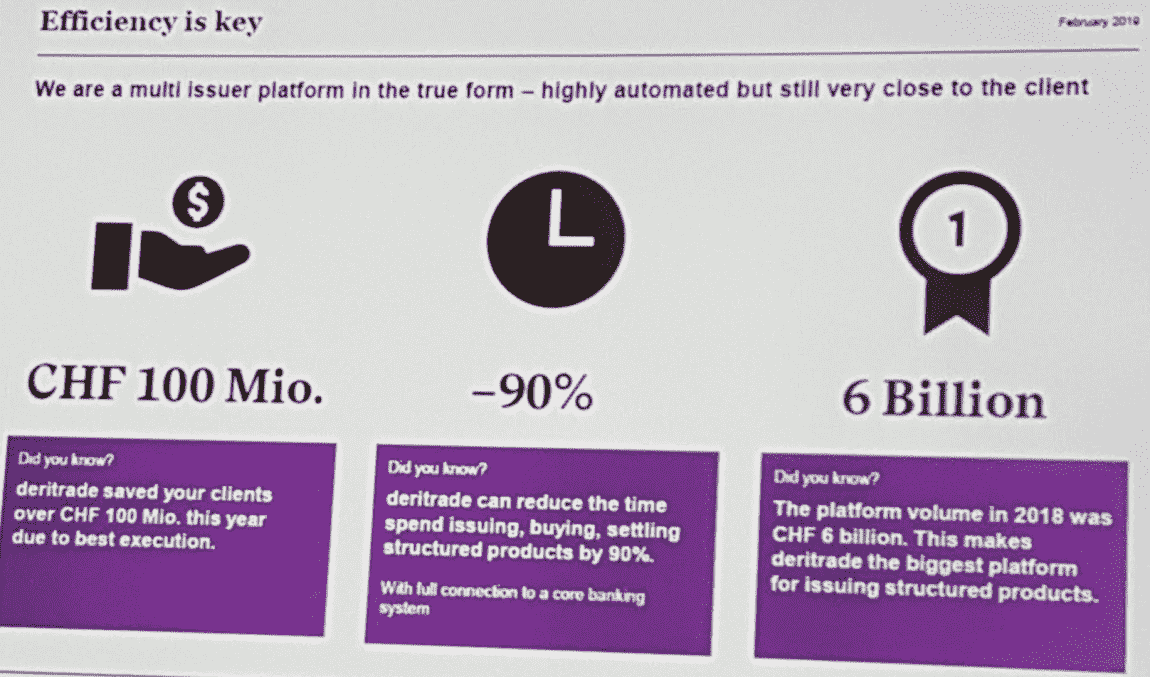 Efficiency is key
February 2019
We are a multi issuer platform in the true form – highly automated but still very close to the client
$
1
CHF 100 Mio.
–90%
6 Billion
Did you know?
deritrade saved your clients
over CHF 100 Mio. this year
due to best execution.
Did you know?
deritrade can reduce the time
spend issuing, buying, settling
structured products by 90%.
With full connection to a core banking
system
Did you know?
The platform volume in 2018 was
CHF 6 billion. This makes
deritrade the biggest platform
for issuing structured products.